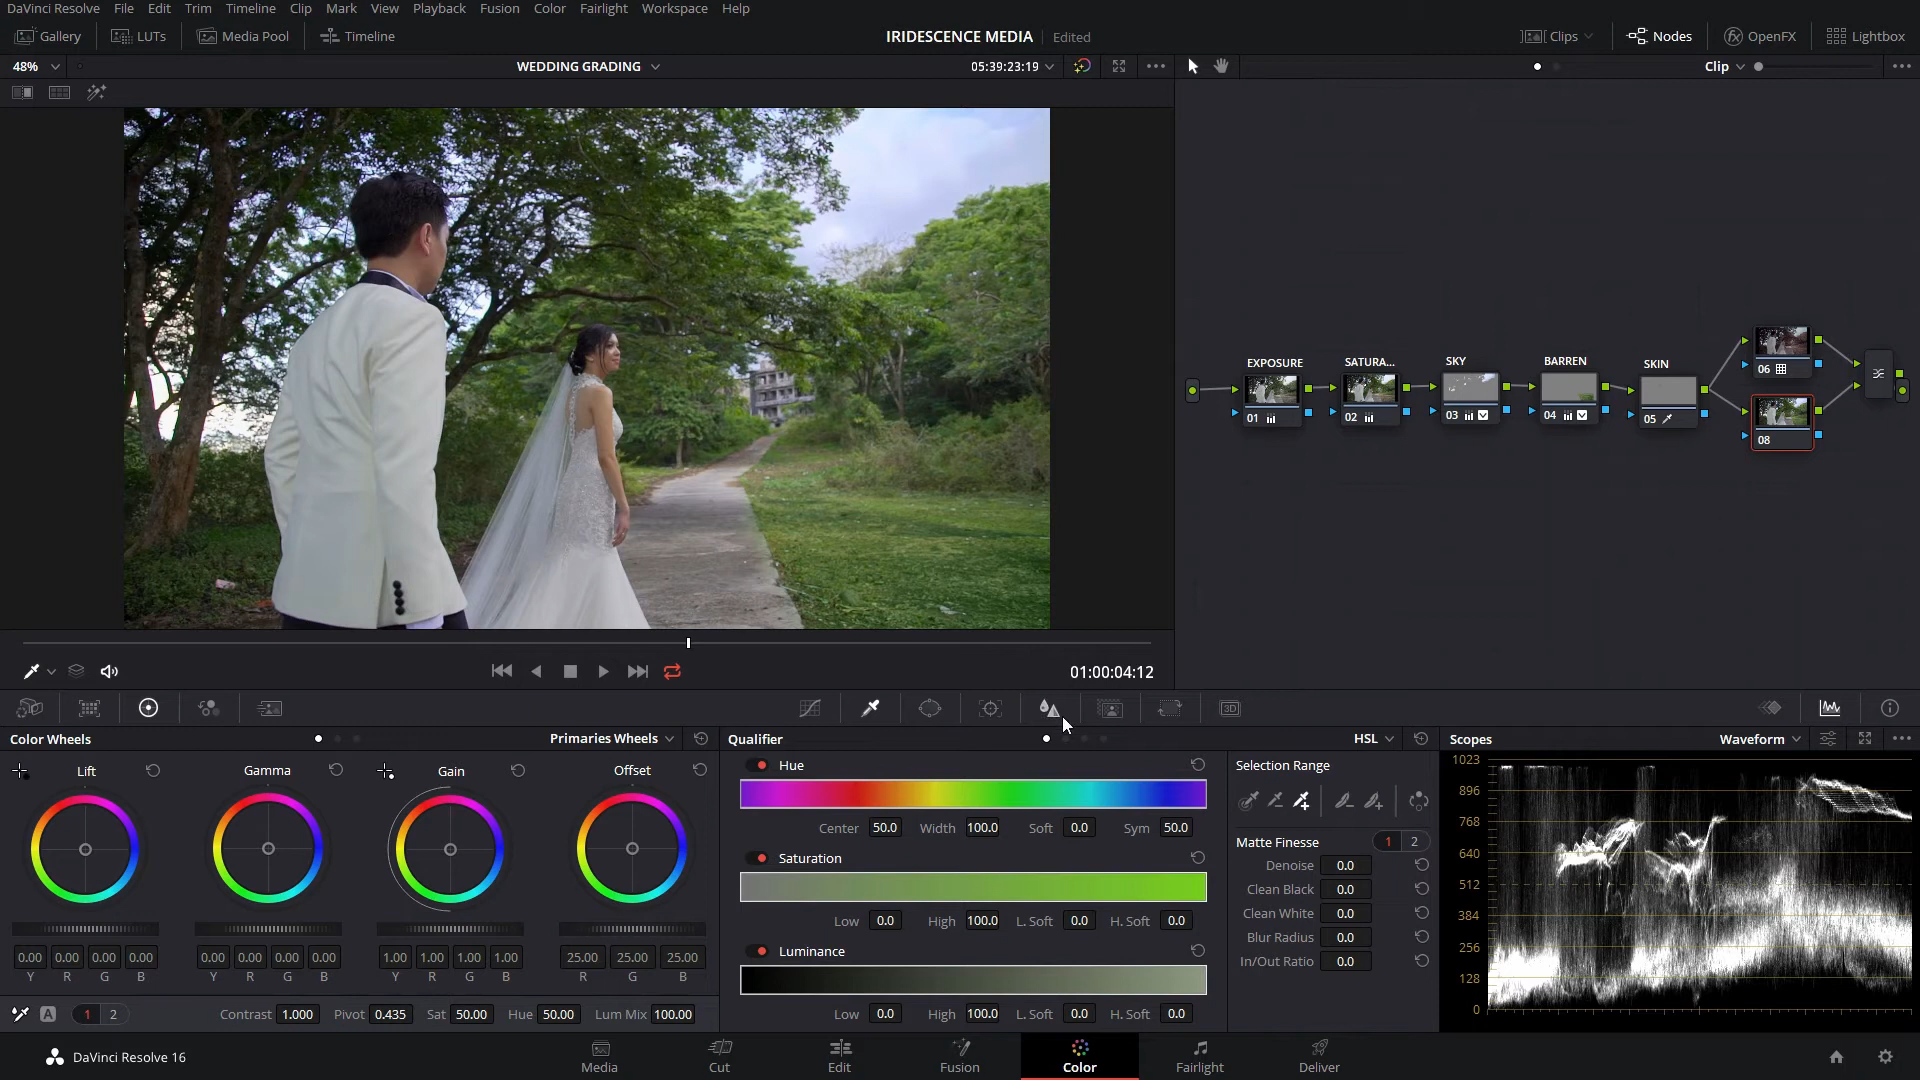 DaVinci Resolve File Edit Trim Timeline Clip Mark View Playback Fusion Color Fairlight Workspace Help
Gallery LUTs Media Pool Timeline IRIDESCENCE MEDIA Edited Clips Nodes OpenFX Lightbox
48% WEDDING GRADING 05:39:23:19 Clip
EXPOSURE SATURA... SKY BARREN SKIN
06
01 02 03 04 05
08
01:00:04:12
3D
Color Wheels Primaries Wheels Qualifier HSL Scopes Waveform
Lift Gamma Gain Offset
Hue
Center 50.0 Width 100.0 Soft 0.0 Sym 50.0
Saturation
Low 0.0 High 100.0 L. Soft 0.0 H. Soft 0.0
Luminance
Low 0.0 High 100.0 L. Soft 0.0 H. Soft 0.0
0.00 0.00 0.00 0.00 0.00 0.00 0.00 0.00 1.00 1.00 1.00 1.00 25.00 25.00 25.00
Y R G B Y R G B Y R G B R G B
A 1 2 Contrast 1.000 Pivot 0.435 Sat 50.00 Hue 50.00 Lum Mix 100.00
Selection Range
Matte Finesse 1 2
Denoise 0.0
Clean Black 0.0
Clean White 0.0
Blur Radius 0.0
In/Out Ratio 0.0
1023
896
768
640
512
384
256
128
0
DaVinci Resolve 16 Media Cut Edit Fusion Color Fairlight Deliver